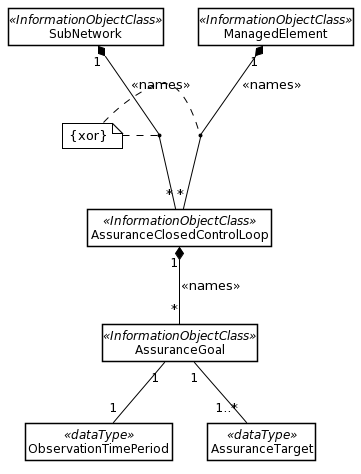 «InformationObjectClass»
SubNetwork
«InformationObjectClass»
ManagedElement
1
1
«names»
«names»
{xor}
* *
«InformationObjectClass»
AssuranceClosedControlLoop
1
«names»
*
«InformationObjectClass»
AssuranceGoal
1
1
1
1..*
«dataType»
ObservationTimePeriod
«dataType»
AssuranceTarget